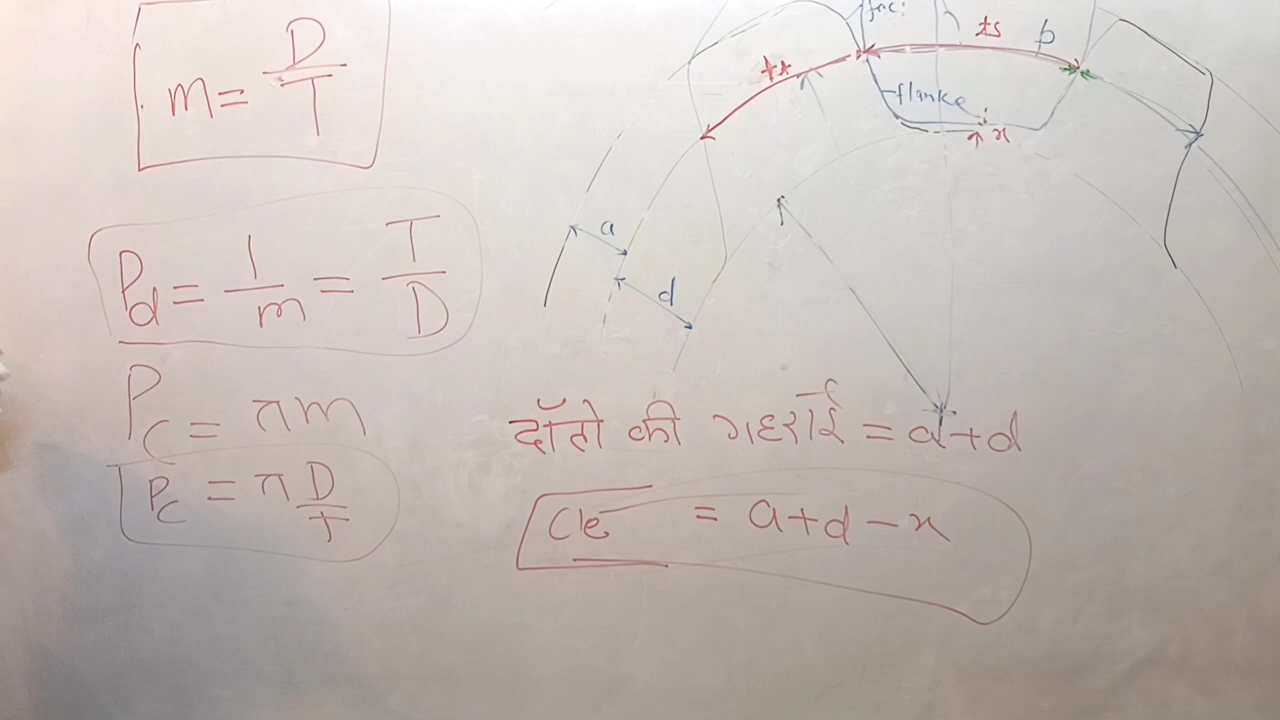 m = D/T
Pd = 1/m = T/D
Pc = πm
Pc = π D/T
ts
b
flanke
x
a
d
दाँतो की गहराई = a+d
Cle = a+d-x